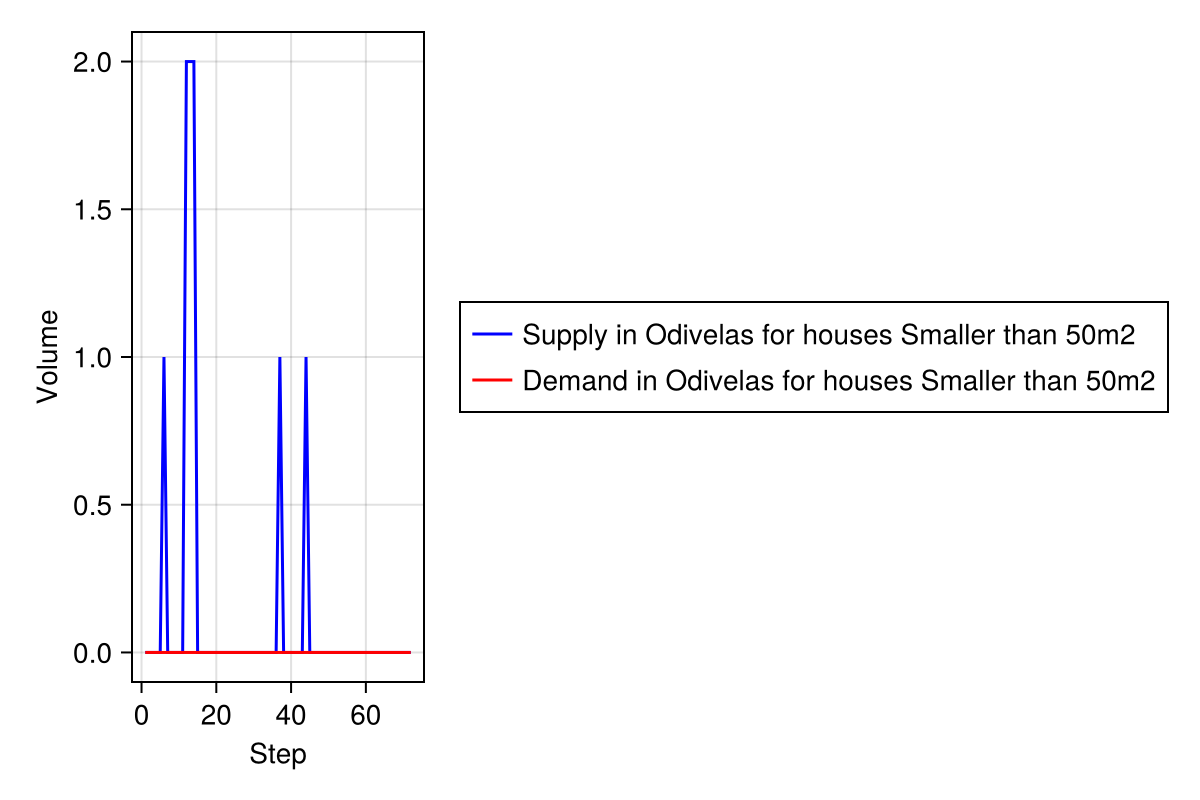 2.0
1.5
1.0
0.5
0.0
Volume
0 20 40 60
Step
Supply in Odivelas for houses Smaller than 50m2
Demand in Odivelas for houses Smaller than 50m2